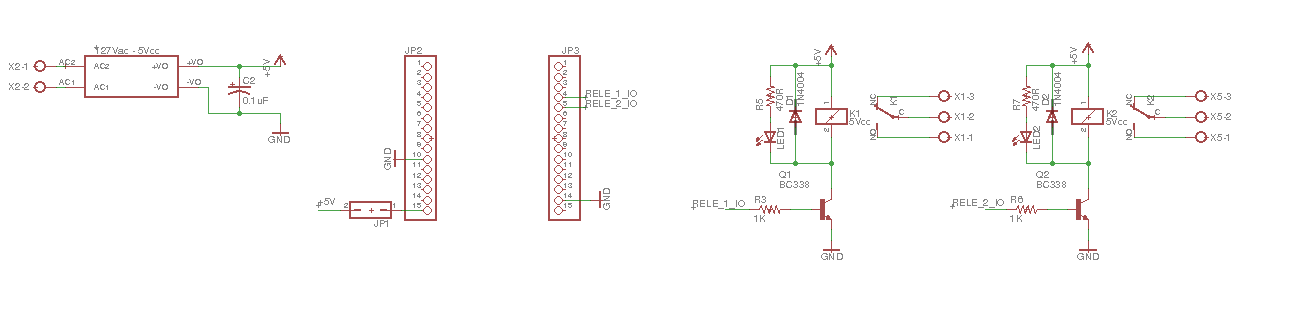 127Vac - 5Vcc
X2-1
AC2
AC2
+VO
+VO
X2-2
AC1
AC1
-VO
-VO
+5V
C2
0.1uF
GND
JP2
1
2
3
4
5
6
7
8
9
10
11
12
13
14
15
GND
+5V
2
1
JP1
JP3
1
2
3
4
5
6
7
8
9
10
11
12
13
14
15
RELE_1_IO
RELE_2_IO
GND
+5V
R5
470R
D1
1N4004
LED1
1
2
K1
5Vcc
NC
K1
C
NO
X1-3
X1-2
X1-1
Q1
BC338
RELE_1_IO
R3
1K
GND
+5V
R7
470R
D2
1N4004
LED2
1
2
K3
5Vcc
NC
K2
C
NO
X5-3
X5-2
X5-1
Q2
BC338
RELE_2_IO
R6
1K
GND